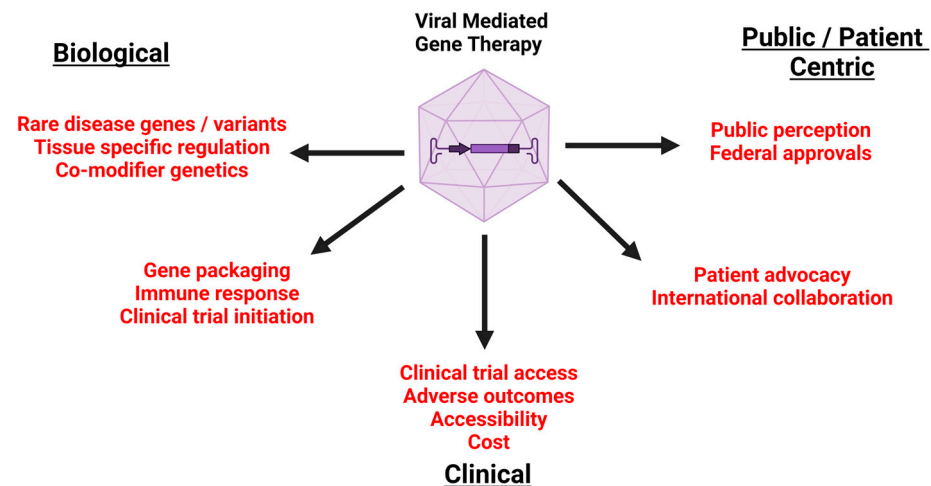 Viral Mediated
Gene Therapy
Biological
Public / Patient
Centric
Rare disease genes / variants
Tissue specific regulation
Co-modifier genetics
Public perception
Federal approvals
Gene packaging
Immune response
Clinical trial initiation
Patient advocacy
International collaboration
Clinical trial access
Adverse outcomes
Accessibility
Cost
Clinical